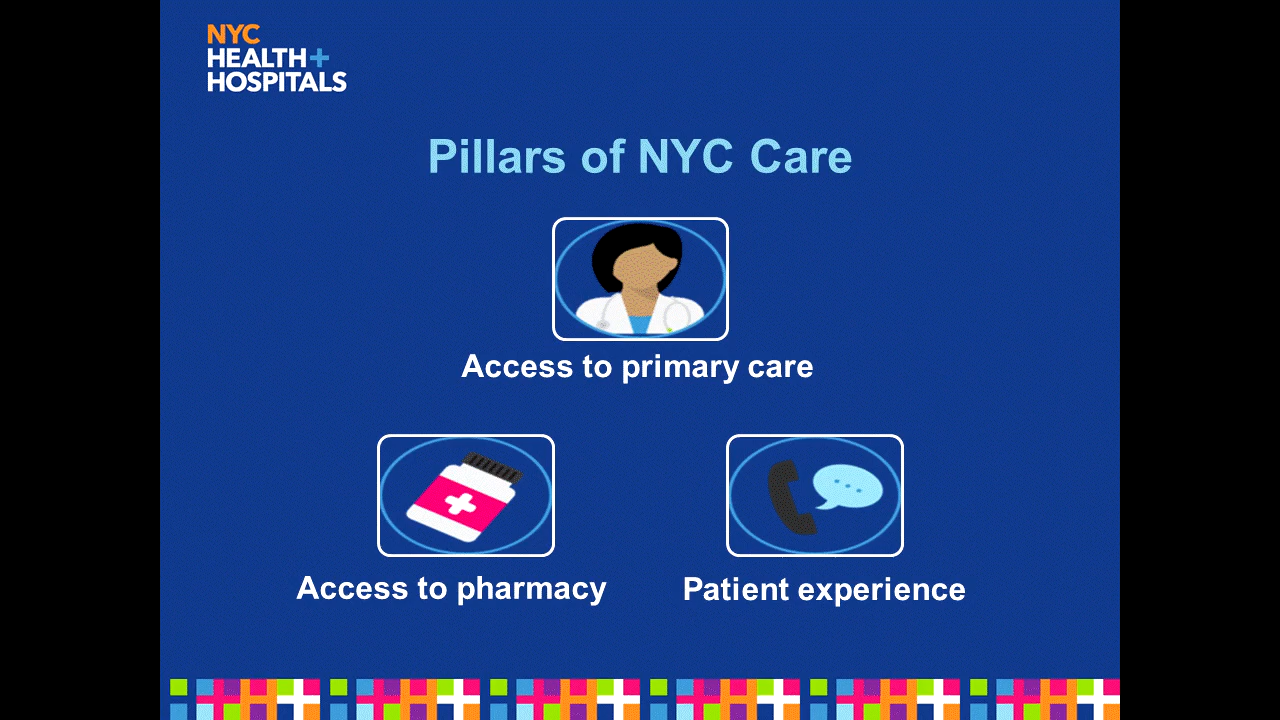 NYC
HEALTH+
HOSPITALS
Pillars of NYC Care
Access to primary care
Access to pharmacy
Patient experience